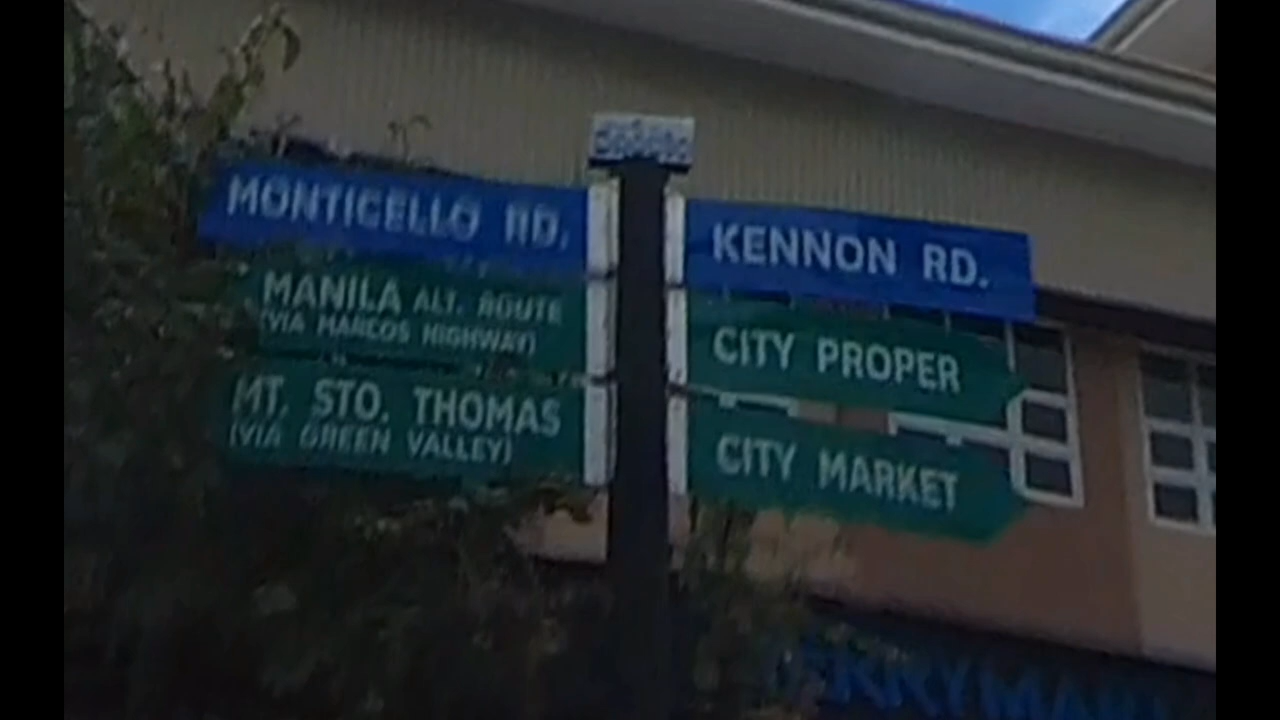 MONTICELLO RD.
MANILA ALT. ROUTE
(VIA MARCOS HIGHWAY)
MT. STO. THOMAS
(VIA GREEN VALLEY)
KENNON RD.
CITY PROPER
CITY MARKET